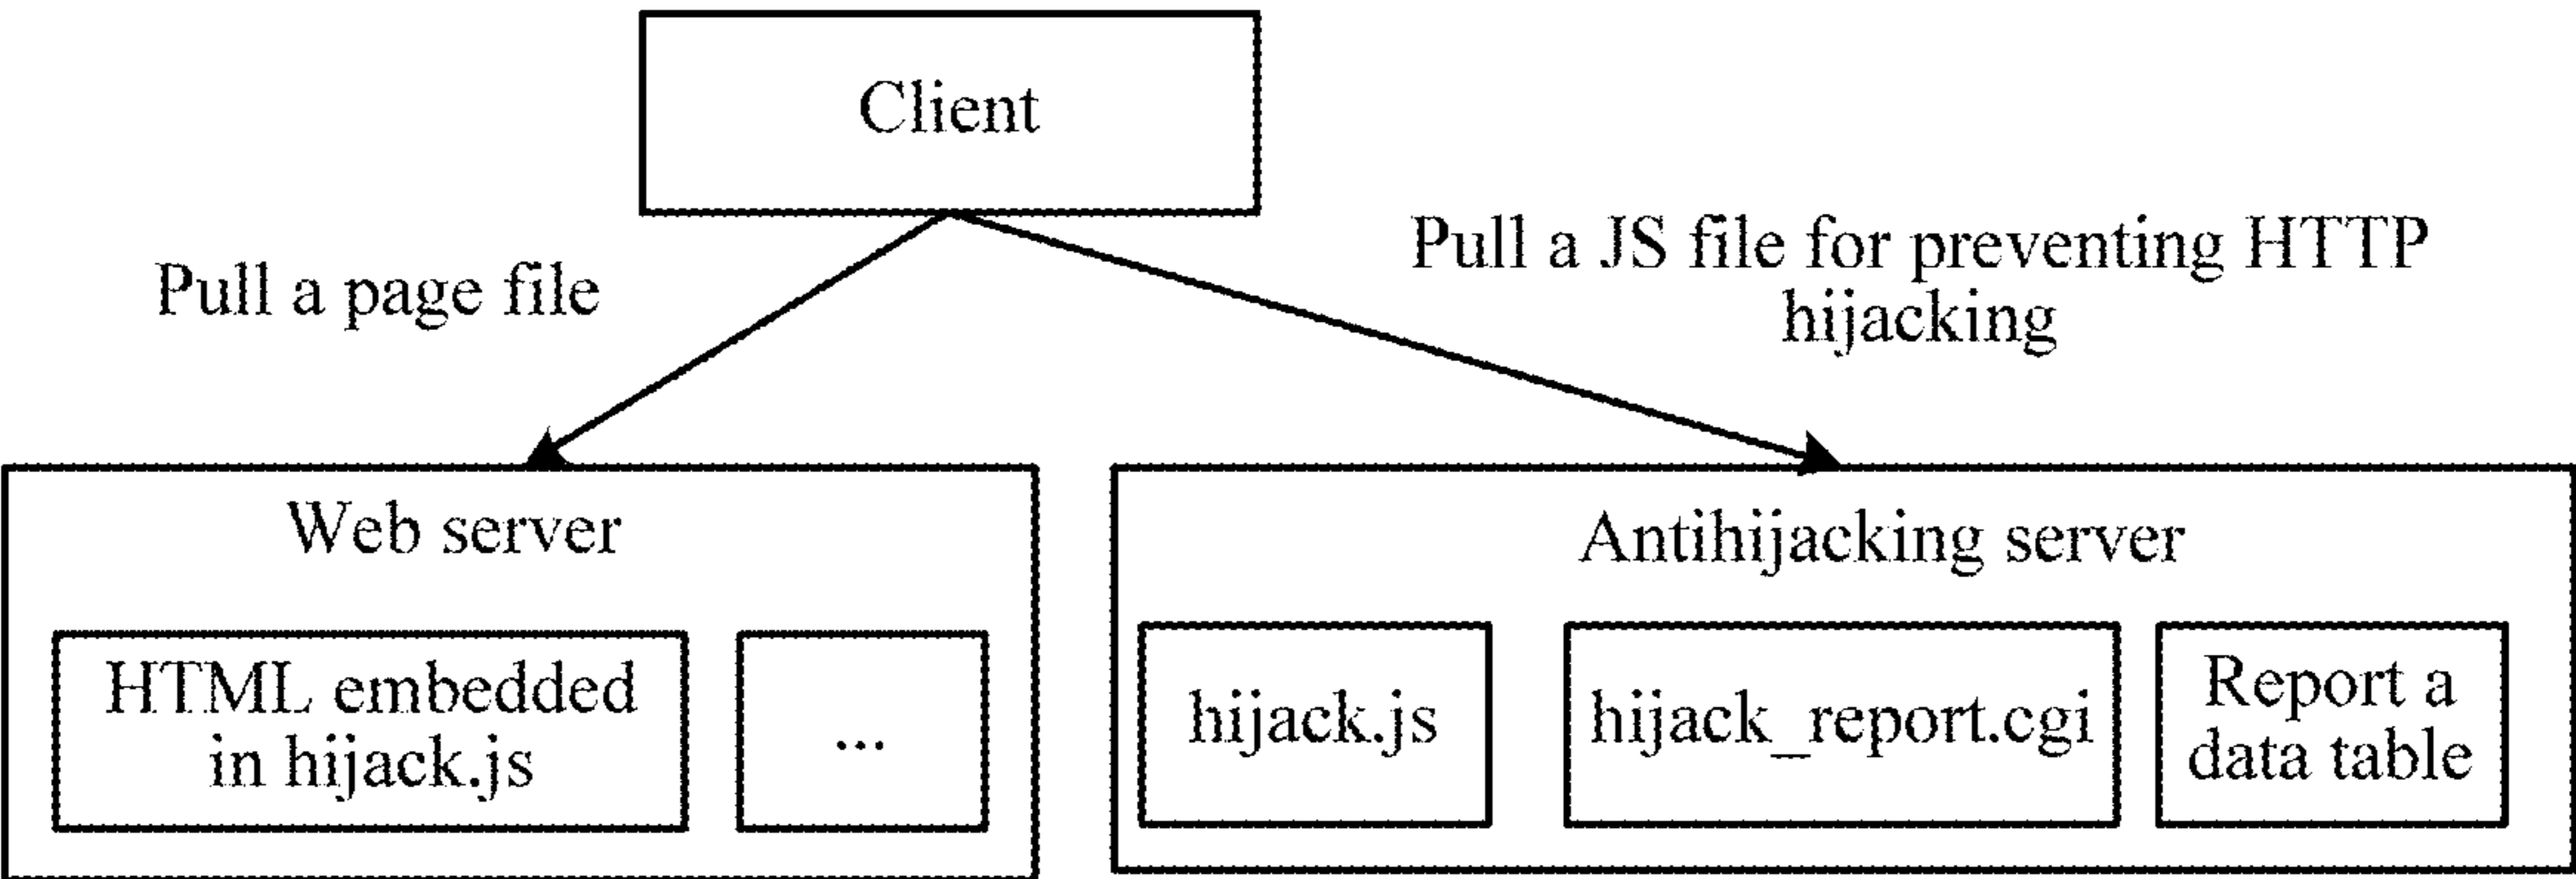 Client
Pull a page file
Pull a JS file for preventing HTTP
hijacking
Web server
HTML embedded
in hijack.js
...
Antihijacking server
hijack.js
hijack_report.cgi
Report a
data table